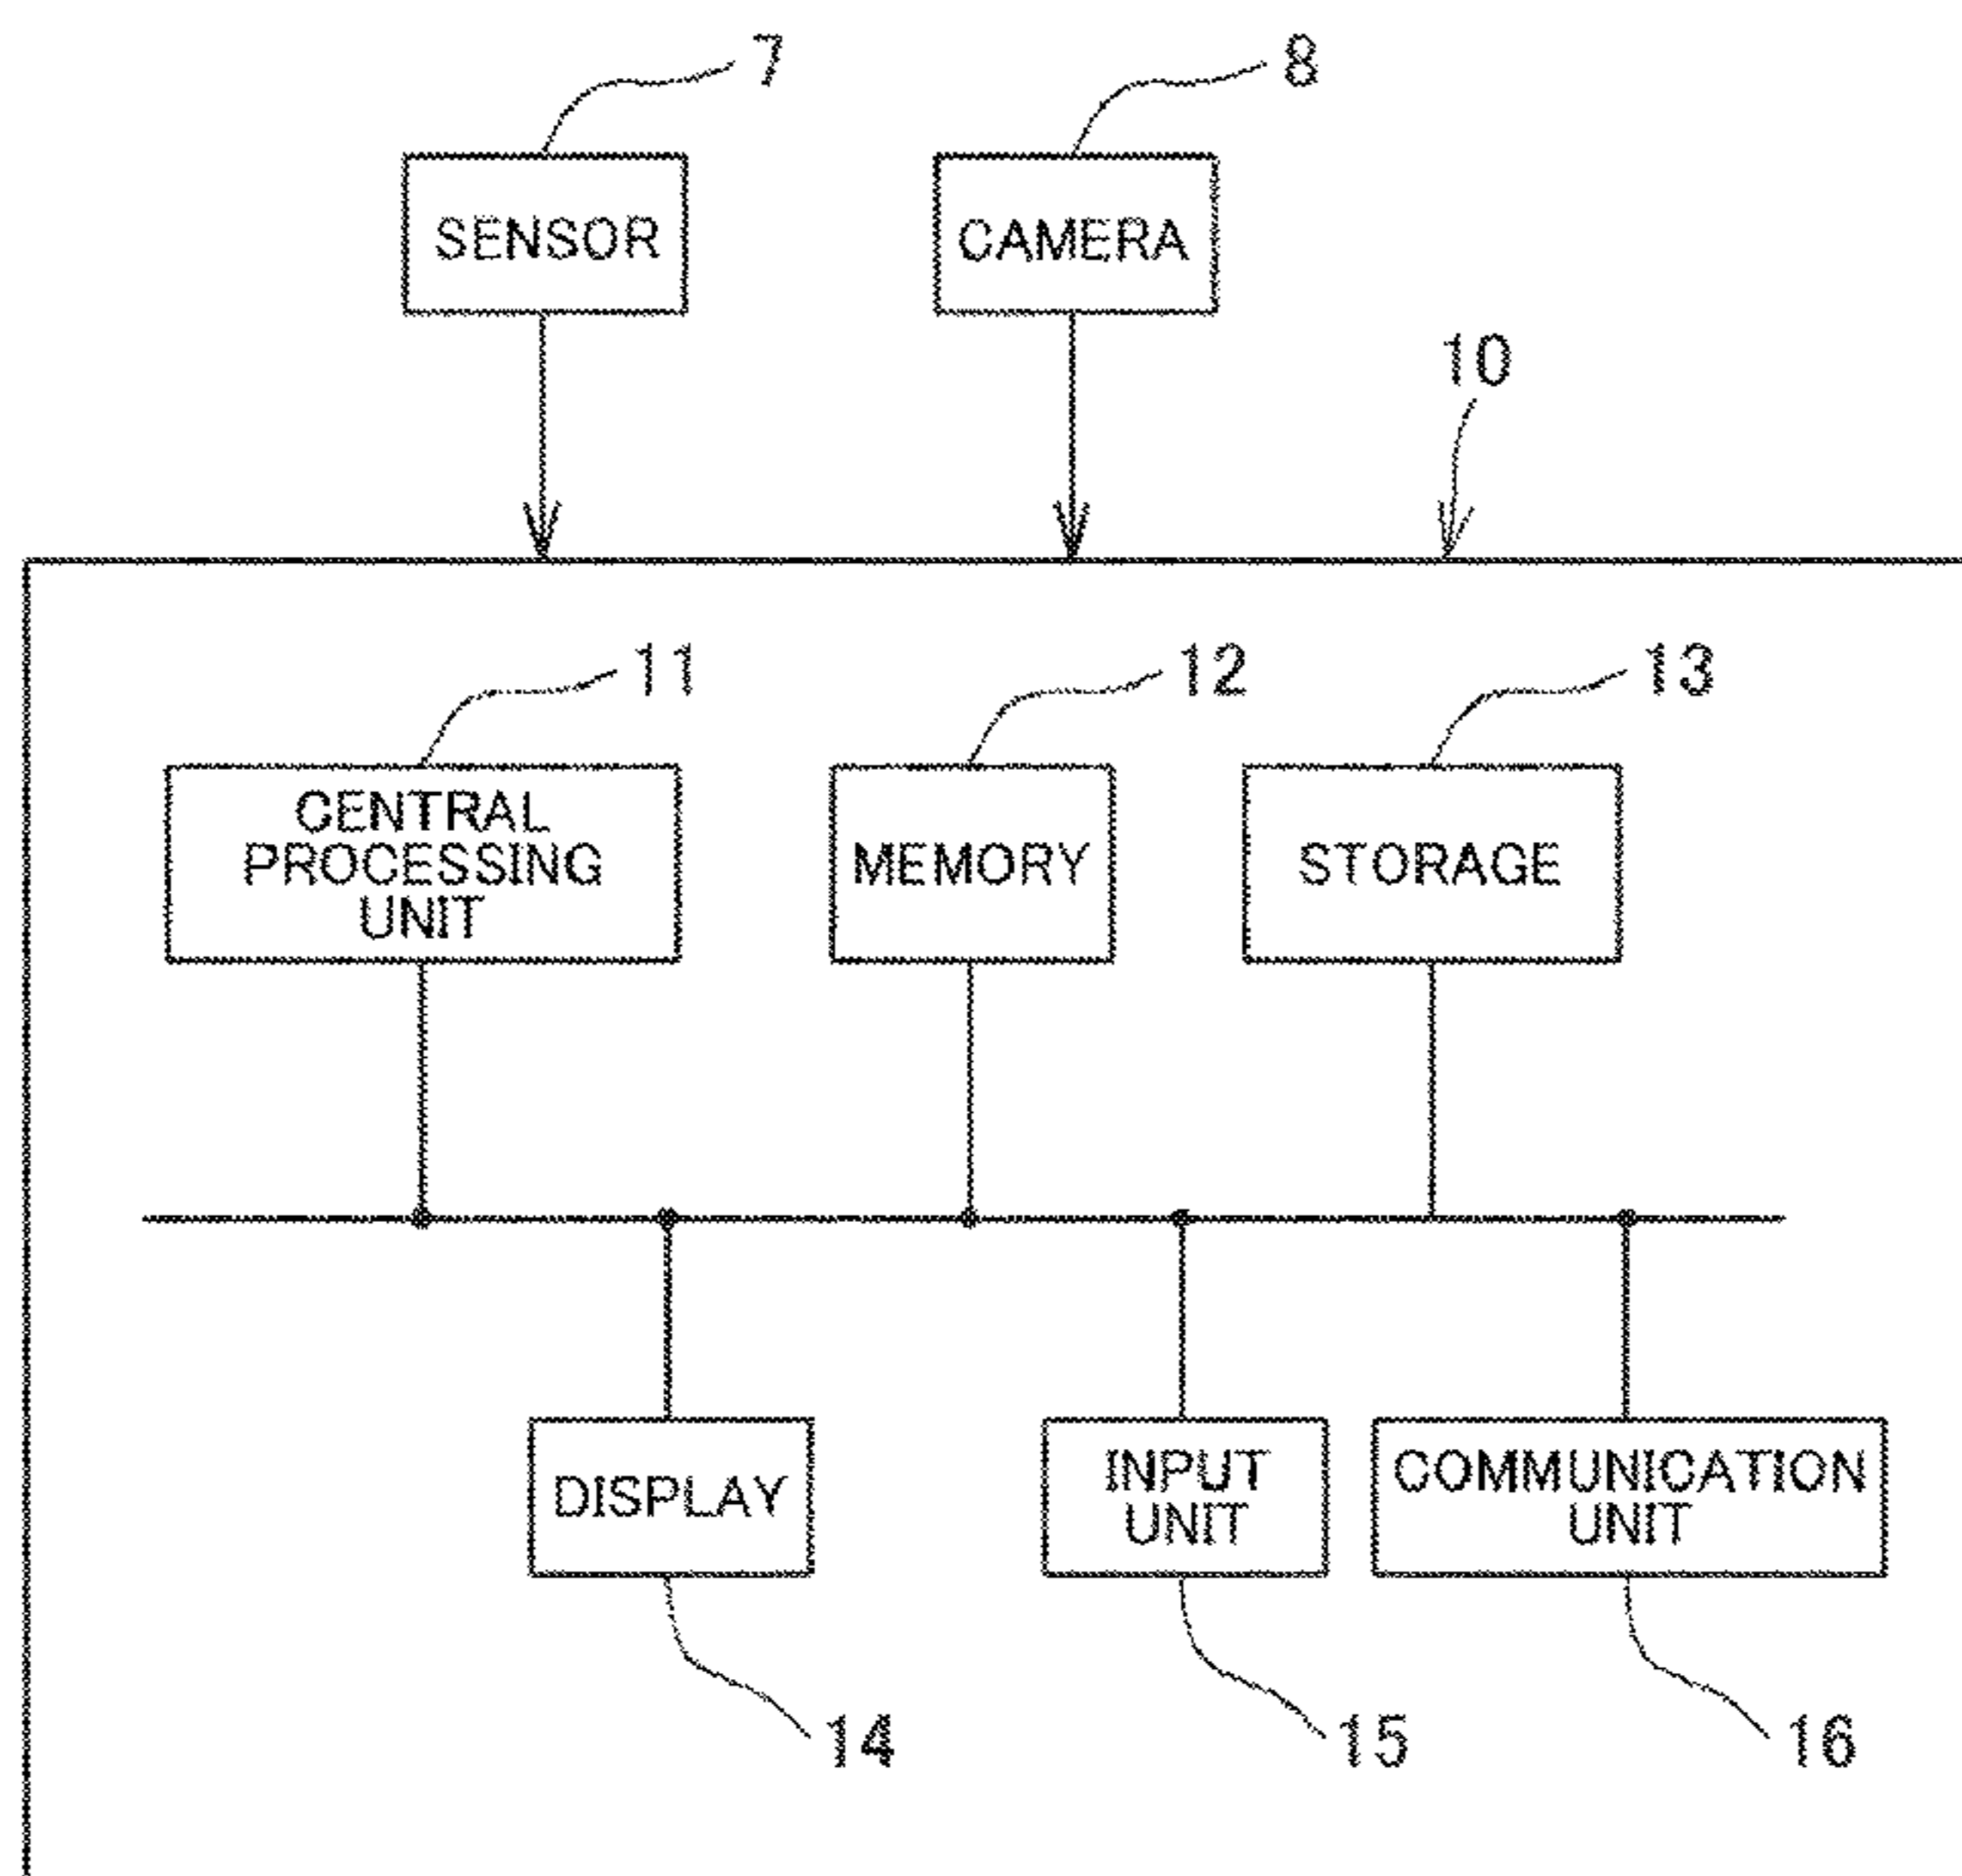 7
8
SENSOR
CAMERA
10
11
12
13
CENTRAL
PROCESSING
UNIT
MEMORY
STORAGE
DISPLAY
INPUT
UNIT
COMMUNICATION
UNIT
14
15
16